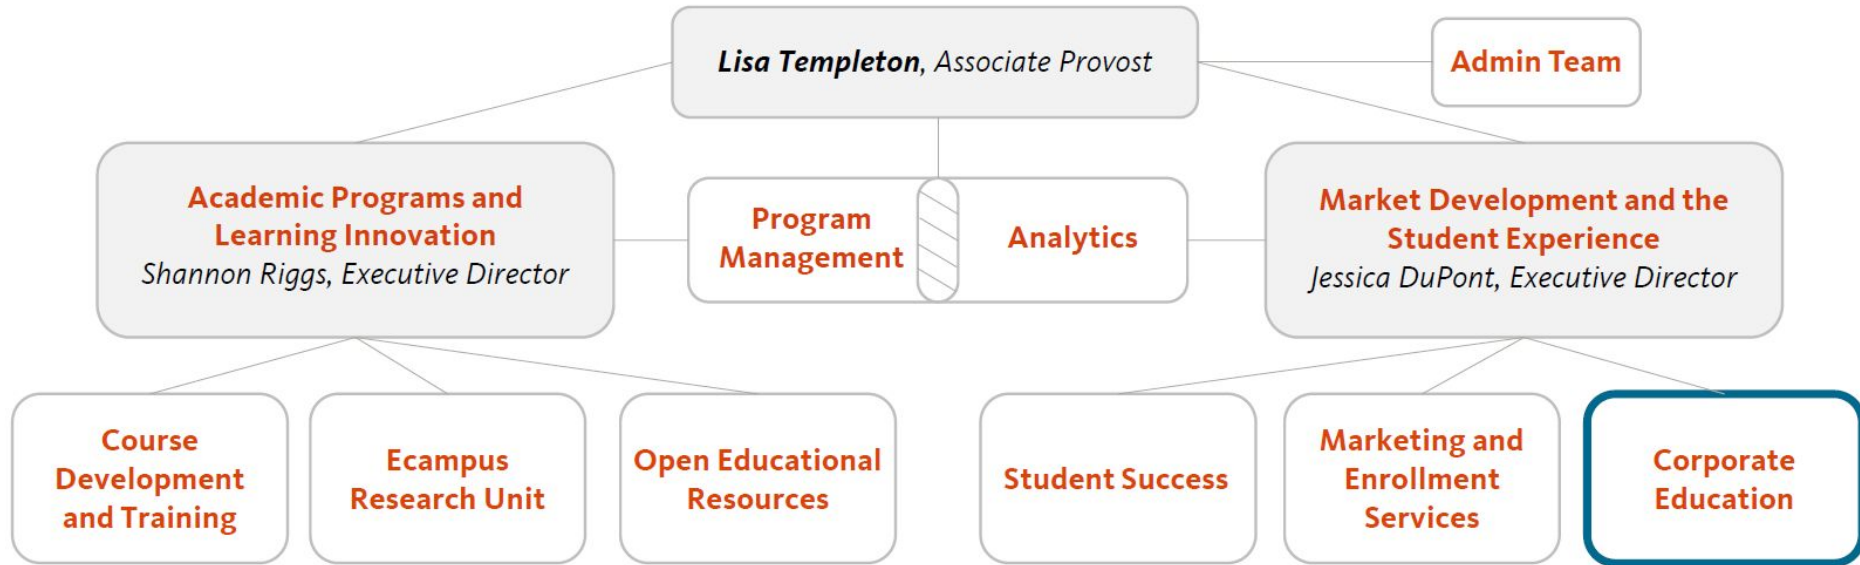 Lisa Templeton, Associate Provost
Admin Team
Academic Programs and
Learning Innovation
Shannon Riggs, Executive Director
Program
Management
Analytics
Market Development and the
Student Experience
Jessica DuPont, Executive Director
Course
Development
and Training
Ecampus
Research Unit
Open Educational
Resources
Student Success
Marketing and
Enrollment
Services
Corporate
Education